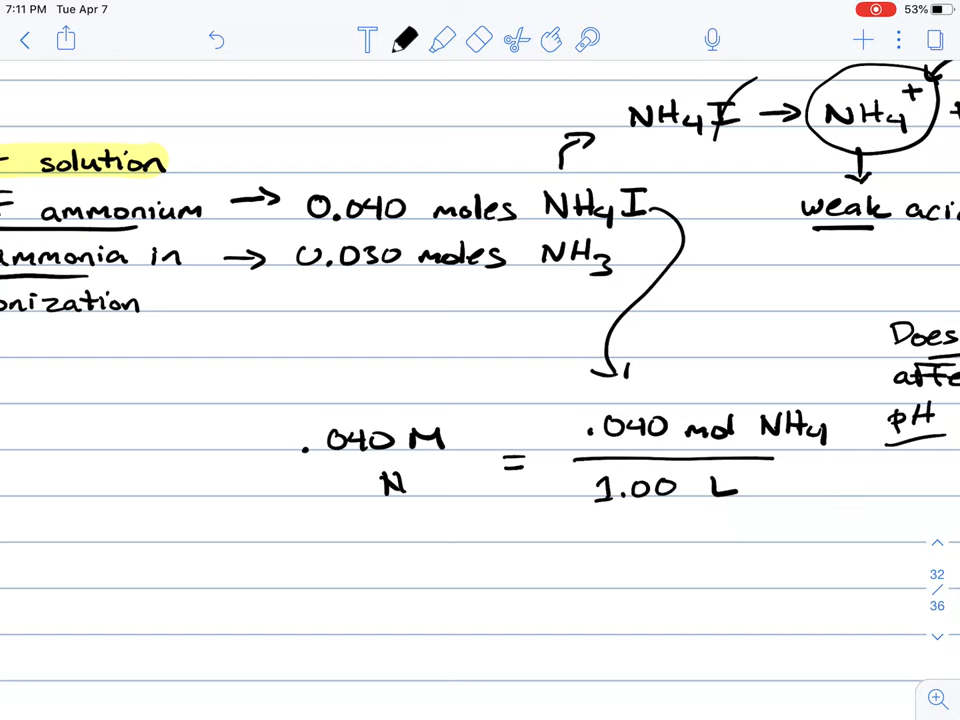 7:11 PM Tue Apr 7
53%
T
NH4I → NH4+
solution
ammonium → 0.040 moles NH4I
weak
ammonia in → 0.030 moles NH3
onization
Does
pH
.040 M = .040 mol NH4
N
1.00 L
32
/
36